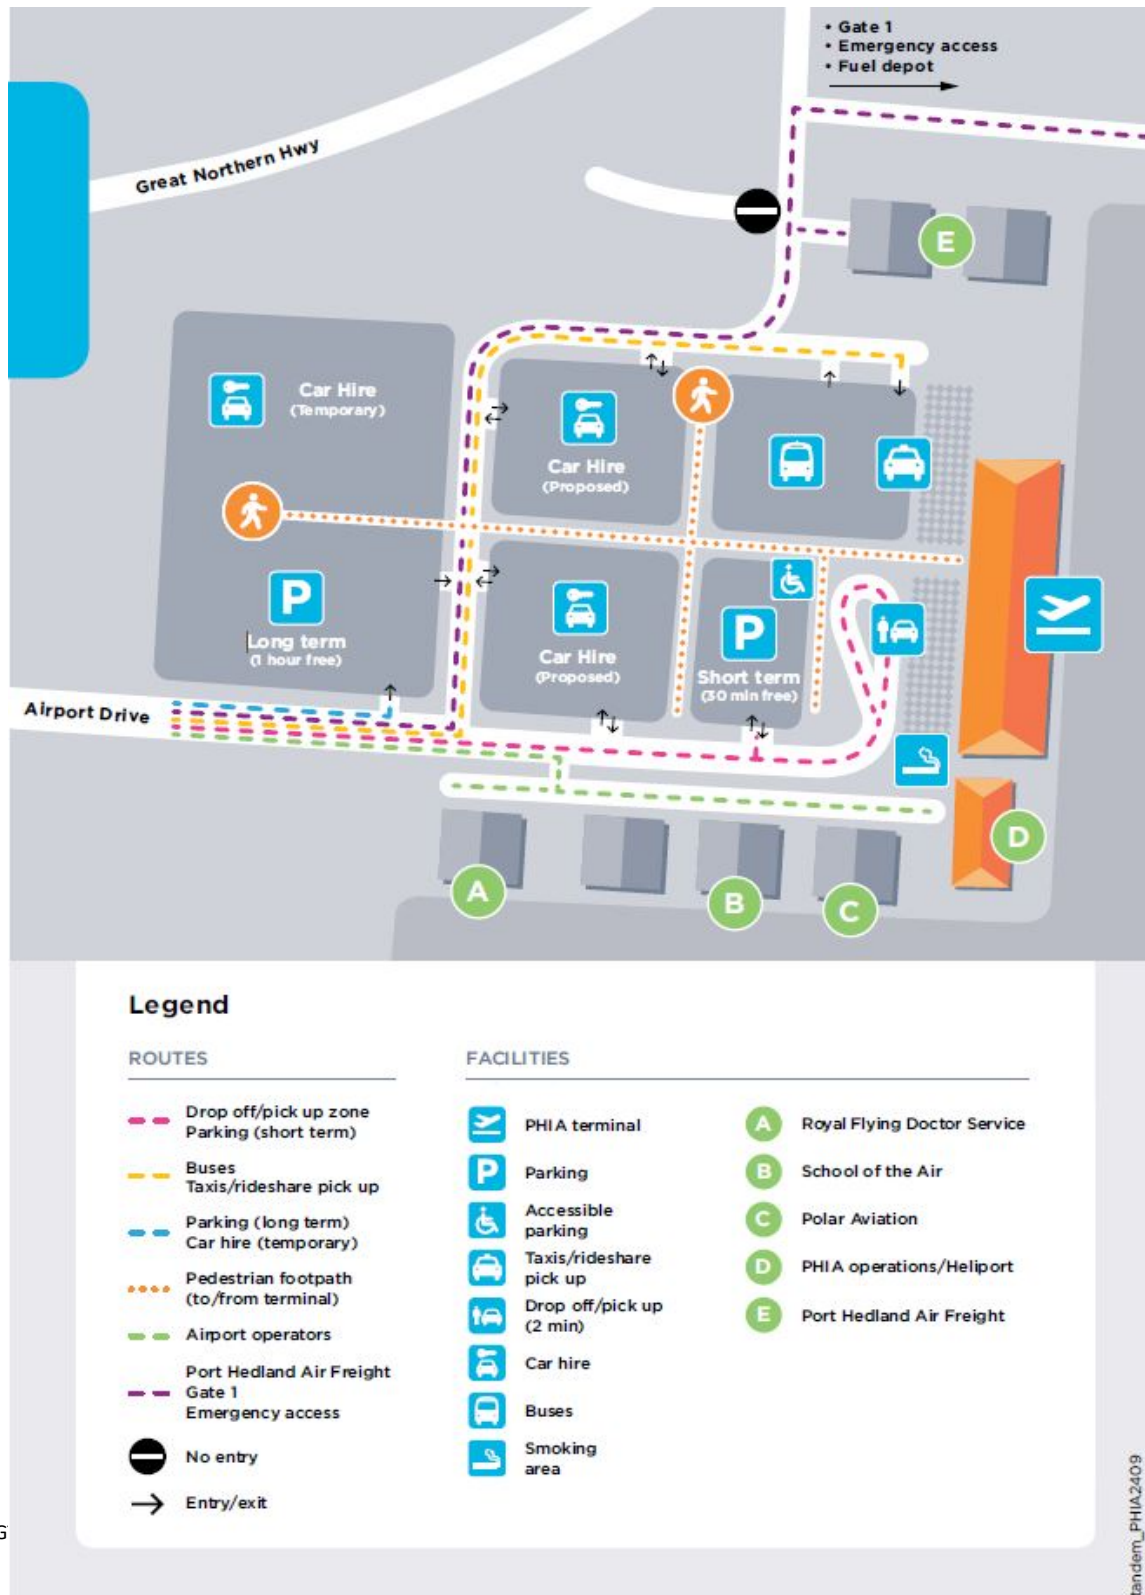 • Gate 1
• Emergency access
• Fuel depot
Great Northern Hwy
E
Car Hire
(Temporary)
Car Hire
(Proposed)
P
Long term
(1 hour free)
Car Hire
(Proposed)
P
Short term
(30 min free)
Airport Drive
A
B
C
D
Legend
ROUTES
Drop off/pick up zone
Parking (short term)
Buses
Taxis/rideshare pick up
Parking (long term)
Car hire (temporary)
Pedestrian footpath
(to/from terminal)
Airport operators
Port Hedland Air Freight
Gate 1
Emergency access
No entry
Entry/exit
FACILITIES
PHIA terminal
P
Parking
Accessible
parking
Taxis/rideshare
pick up
Drop off/pick up
(2 min)
Car hire
Buses
Smoking
area
A
Royal Flying Doctor Service
B
School of the Air
C
Polar Aviation
D
PHIA operations/Heliport
E
Port Hedland Air Freight
G
tandem_PHIA2409